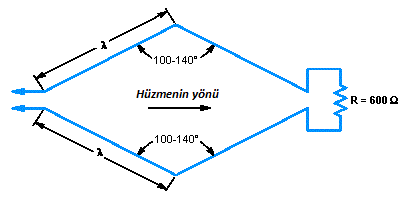 λ
100-140°
Hüzmenin yönü
R = 600 Ω
100-140°
λ